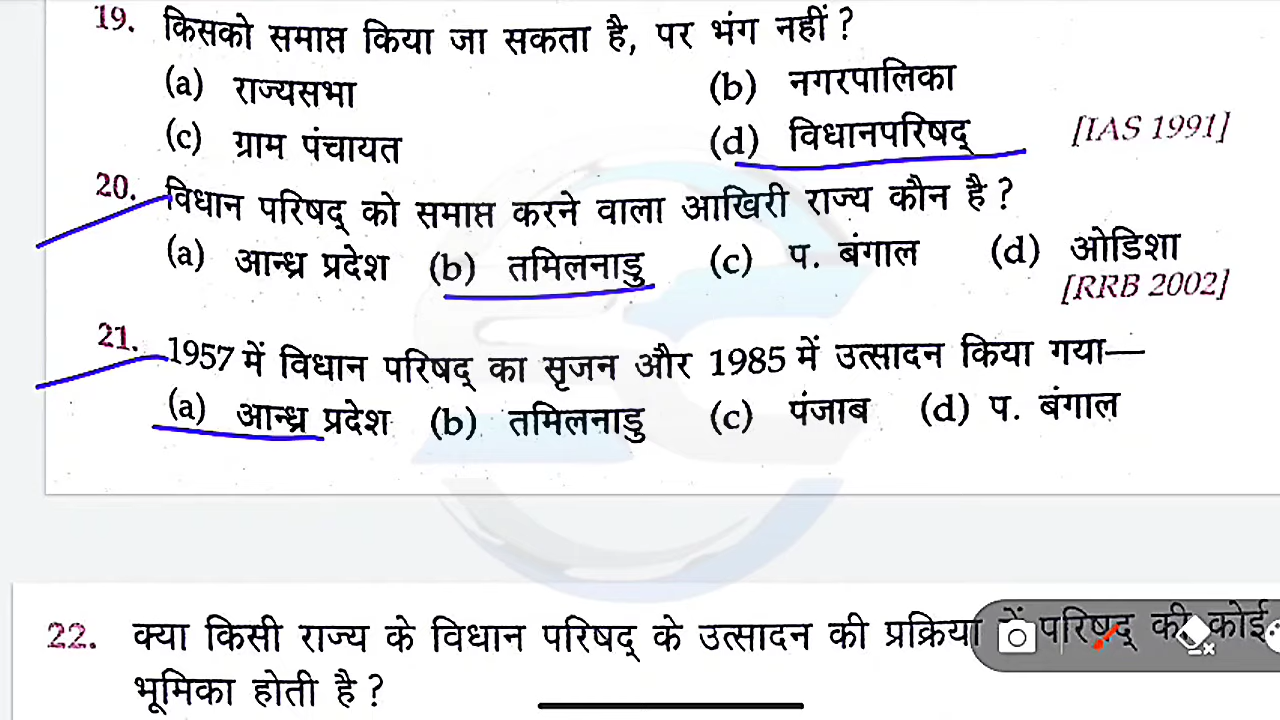 19. किसको समाप्त किया जा सकता है, पर भंग नहीं ?
(a) राज्यसभा (b) नगरपालिका
(c) ग्राम पंचायत (d) विधानपरिषद् [IAS 1991]
20. विधान परिषद् को समाप्त करने वाला आखिरी राज्य कौन है ?
(a) आन्ध्र प्रदेश (b) तमिलनाडु (c) प. बंगाल (d) ओडिशा
[RRB 2002]
21. 1957 में विधान परिषद् का सृजन और 1985 में उत्सादन किया गया—
(a) आन्ध्र प्रदेश (b) तमिलनाडु (c) पंजाब (d) प. बंगाल
22. क्या किसी राज्य के विधान परिषद् के उत्सादन की प्रक्रिया में परिषद् की कोई
भूमिका होती है ?